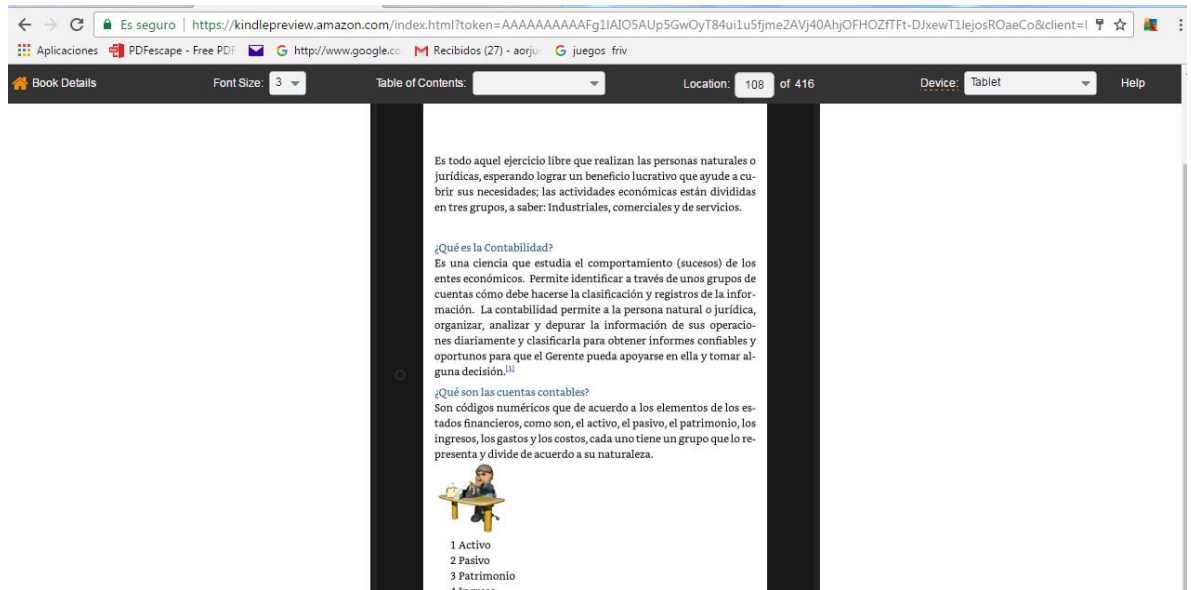 Es seguro | https://kindlepreview.amazon.com/index.html?token=AAAAAAAAAAFg1IAIO5AUp5GwOyT84ui1u5fjme2AVj40AhjOFHOZfTFt-DJxewT1lejosROaeCo&client=
Aplicaciones PDFescape - Free PDF G http://www.google.co M Recibidos (27) - aorju G juegos friv
Book Details Font Size: 3 Table of Contents: Location: 108 of 416 Device: Tablet Help
Es todo aquel ejercicio libre que realizan las personas naturales o
jurídicas, esperando lograr un beneficio lucrativo que ayude a cu-
brir sus necesidades; las actividades económicas están divididas
en tres grupos, a saber: Industriales, comerciales y de servicios.
¿Qué es la Contabilidad?
Es una ciencia que estudia el comportamiento (sucesos) de los
entes económicos. Permite identificar a través de unos grupos de
cuentas cómo debe hacerse la clasificación y registros de la infor-
mación. La contabilidad permite a la persona natural o jurídica,
organizar, analizar y depurar la información de sus operacio-
nes diariamente y clasificarla para obtener informes confiables y
oportunos para que el Gerente pueda apoyarse en ella y tomar al-
guna decisión.[1]
¿Qué son las cuentas contables?
Son códigos numéricos que de acuerdo a los elementos de los es-
tados financieros, como son, el activo, el pasivo, el patrimonio, los
ingresos, los gastos y los costos, cada uno tiene un grupo que lo re-
presenta y divide de acuerdo a su naturaleza.
1 Activo
2 Pasivo
3 Patrimonio